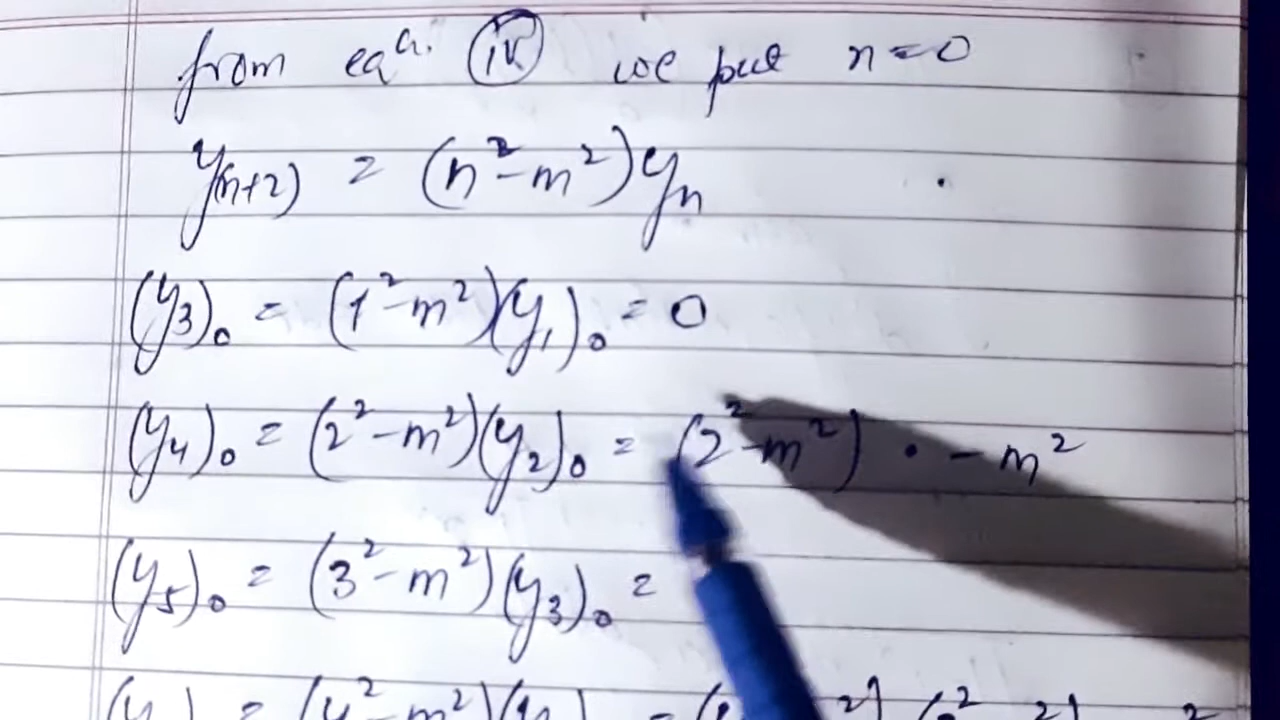 from eqn. (iv) we put n=0
y(n+2) = (n²-m²)yn
(y3)0 = (1²-m²)(y1)0 = 0
(y4)0 = (2²-m²)(y2)0 = (2²-m²) · -m²
(y5)0 = (3²-m²)(y3)0 =